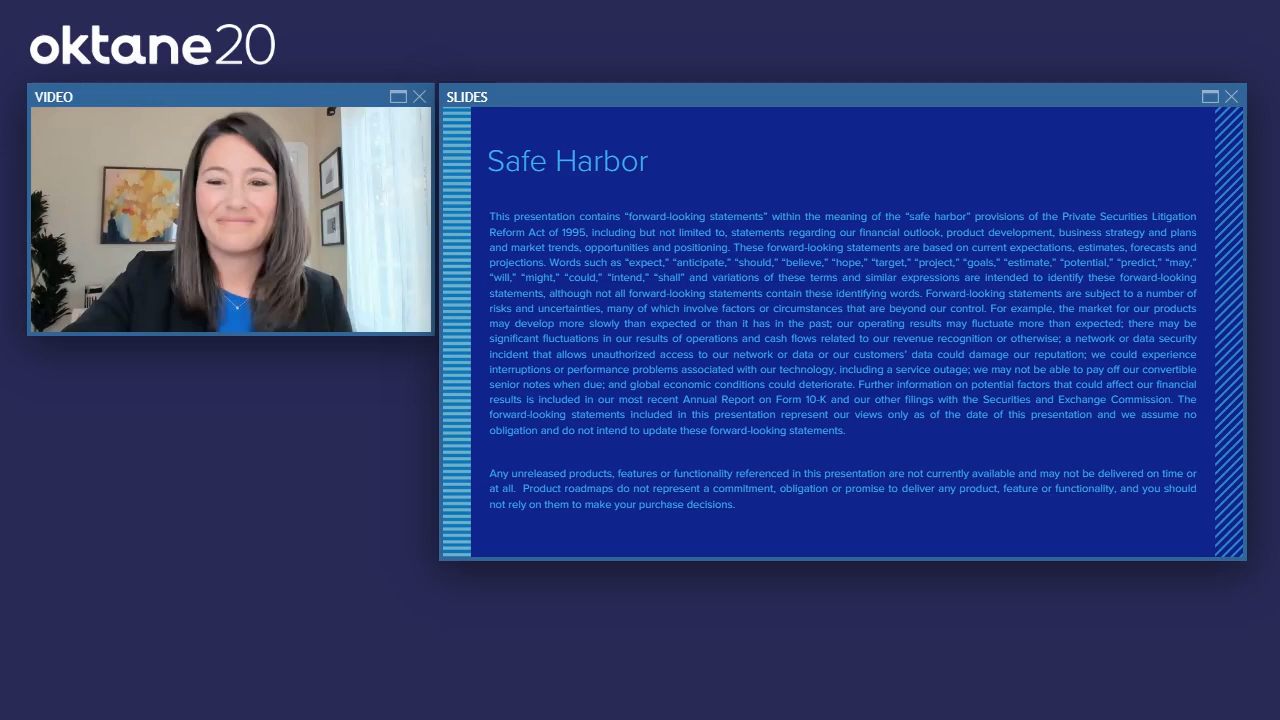 oktane20
VIDEO
SLIDES
Safe Harbor
This presentation contains “forward-looking statements” within the meaning of the “safe harbor” provisions of the Private Securities Litigation
Reform Act of 1995, including but not limited to, statements regarding our financial outlook, product development, business strategy and plans
and market trends, opportunities and positioning. These forward-looking statements are based on current expectations, estimates, forecasts and
projections. Words such as “expect,” “anticipate,” “should,” “believe,” “hope,” “target,” “project,” “goals,” “estimate,” “potential,” “predict,” “may,”
“will,” “might,” “could,” “intend,” “shall” and variations of these terms and similar expressions are intended to identify these forward-looking
statements, although not all forward-looking statements contain these identifying words. Forward-looking statements are subject to a number of
risks and uncertainties, many of which involve factors or circumstances that are beyond our control. For example, the market for our products
may develop more slowly than expected or than it has in the past; our operating results may fluctuate more than expected; there may be
significant fluctuations in our results of operations and cash flows related to our revenue recognition or otherwise; a network or data security
incident that allows unauthorized access to our network or data or our customers’ data could damage our reputation; we could experience
interruptions or performance problems associated with our technology, including a service outage; we may not be able to pay off our convertible
senior notes when due; and global economic conditions could deteriorate. Further information on potential factors that could affect our financial
results is included in our most recent Annual Report on Form 10-K and our other filings with the Securities and Exchange Commission. The
forward-looking statements included in this presentation represent our views only as of the date of this presentation and we assume no
obligation and do not intend to update these forward-looking statements.
Any unreleased products, features or functionality referenced in this presentation are not currently available and may not be delivered on time or
at all.  Product roadmaps do not represent a commitment, obligation or promise to deliver any product, feature or functionality, and you should
not rely on them to make your purchase decisions.